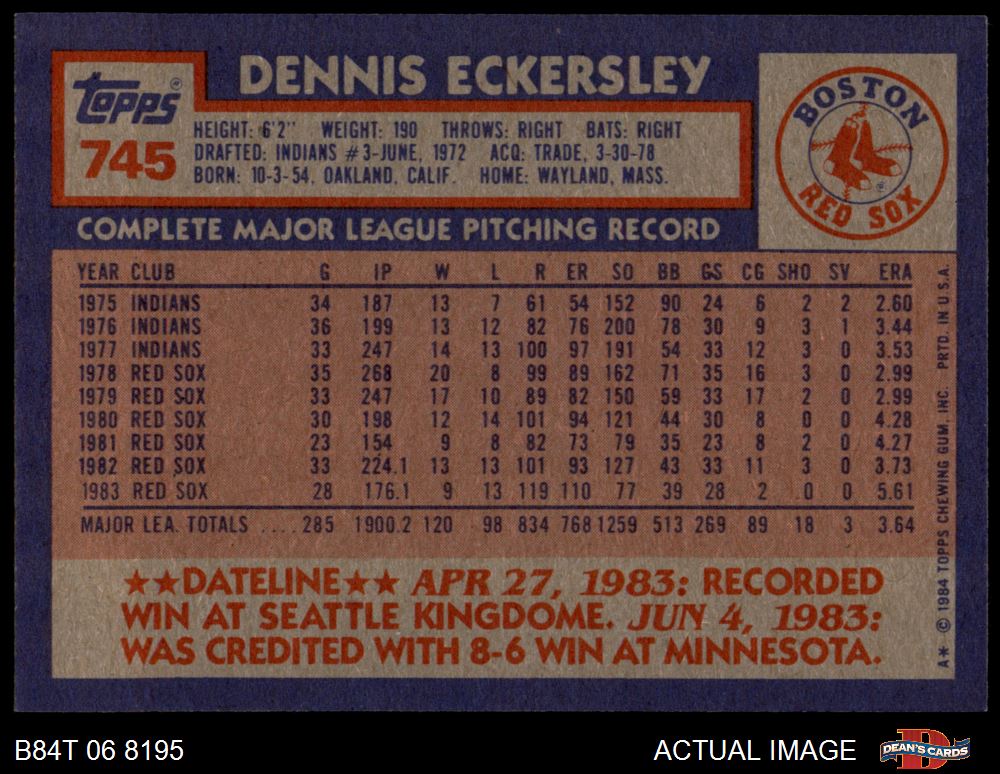 DENNIS ECKERSLEY
Topps
745
HEIGHT: 6'2" WEIGHT: 190 THROWS: RIGHT BATS: RIGHT
DRAFTED: INDIANS #3-JUNE, 1972 ACQ: TRADE, 3-30-78
BORN: 10-3-54, OAKLAND, CALIF. HOME: WAYLAND, MASS.
BOSTON
RED SOX
COMPLETE MAJOR LEAGUE PITCHING RECORD
YEAR CLUB G IP W L R ER SO BB GS CG SHO SV ERA
1975 INDIANS 34 187 13 7 61 54 152 90 24 6 2 2 2.60
1976 INDIANS 36 199 13 12 82 76 200 78 30 9 3 1 3.44
1977 INDIANS 33 247 14 13 100 97 191 54 33 12 3 0 3.53
1978 RED SOX 35 268 20 8 99 89 162 71 35 16 3 0 2.99
1979 RED SOX 33 247 17 10 89 82 150 59 33 17 2 0 2.99
1980 RED SOX 30 198 12 14 101 94 121 44 30 8 0 0 4.28
1981 RED SOX 23 154 9 8 82 73 79 35 23 8 2 0 4.27
1982 RED SOX 33 224.1 13 13 101 93 127 43 33 11 3 0 3.73
1983 RED SOX 28 176.1 9 13 119 110 77 39 28 2 0 0 5.61
MAJOR LEA. TOTALS .... 285 1900.2 120 98 834 768 1259 513 269 89 18 3 3.64
★★DATELINE★★ APR 27, 1983: RECORDED
WIN AT SEATTLE KINGDOME. JUN 4, 1983:
WAS CREDITED WITH 8-6 WIN AT MINNESOTA.
A* © 1984 TOPPS CHEWING GUM, INC. PRTD. IN U.S.A.
B84T 06 8195
ACTUAL IMAGE
DEAN'S CARDS